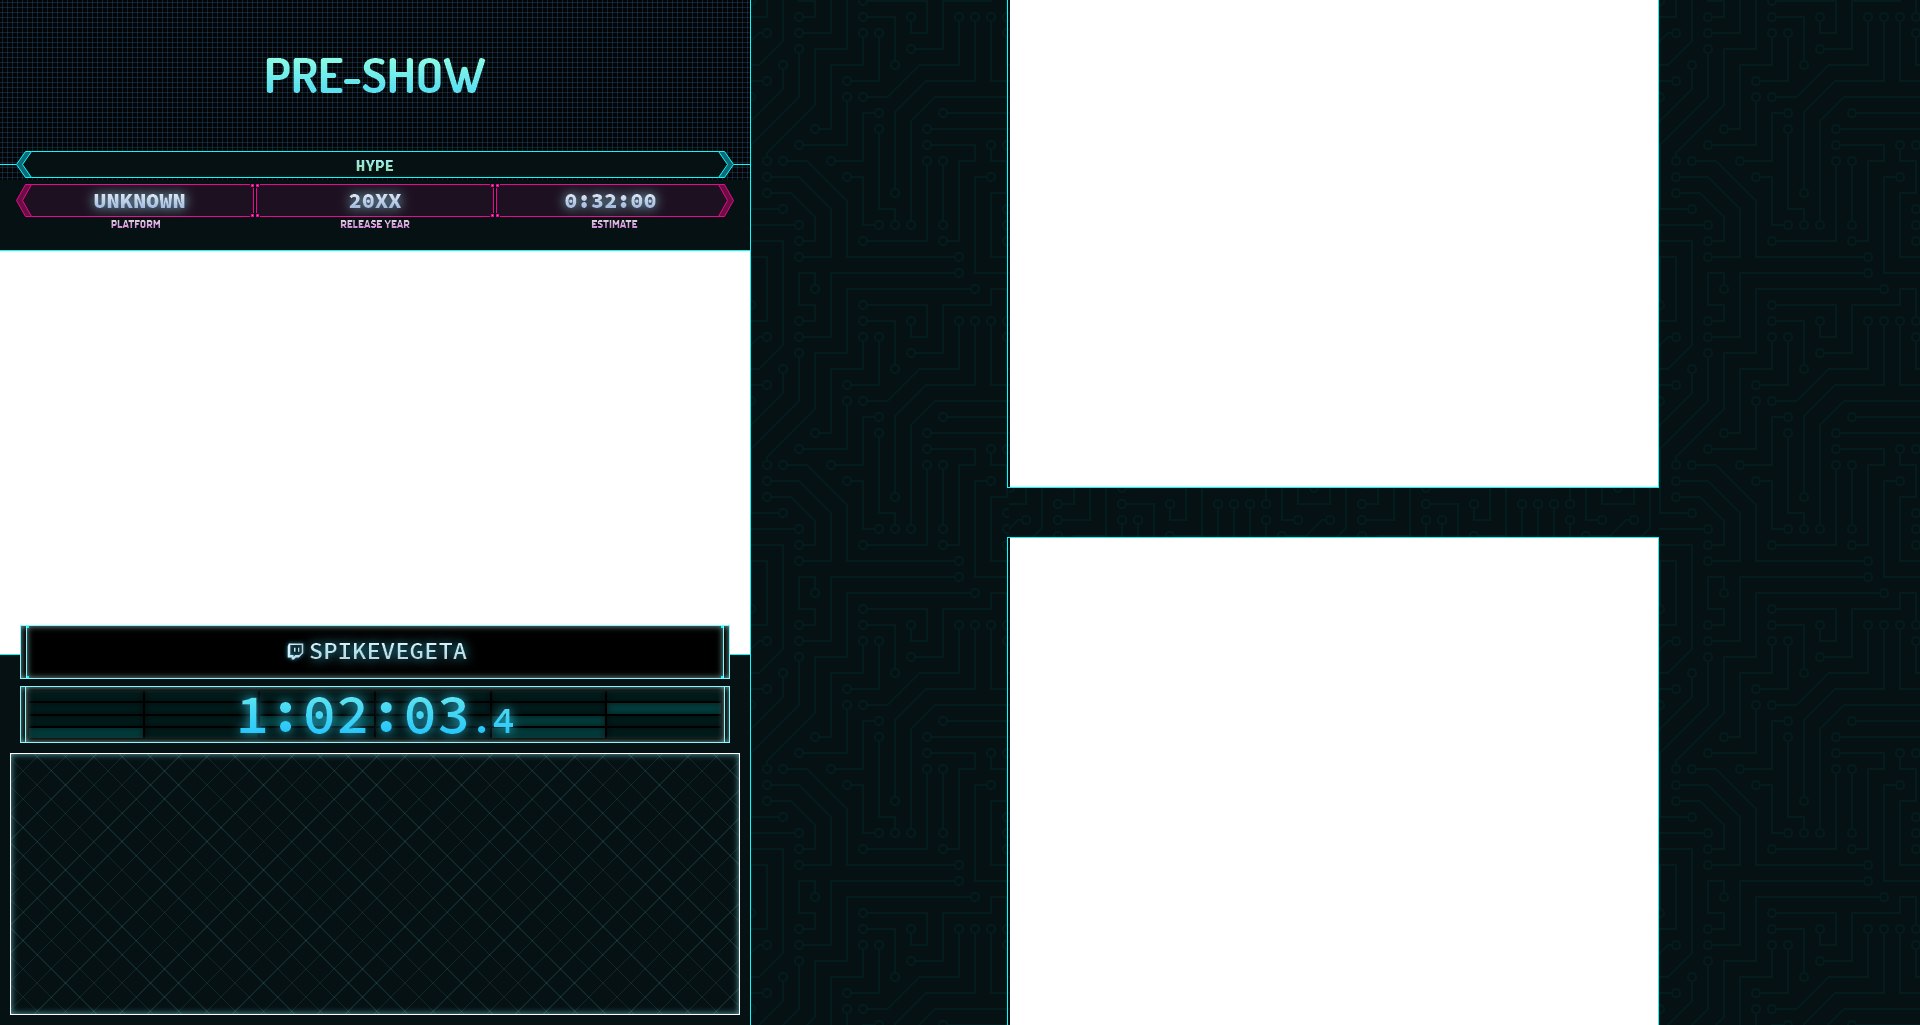 PRE-SHOW
HYPE
UNKNOWN 20XX 0:32:00
PLATFORM RELEASE YEAR ESTIMATE
SPIKEVEGETA
1:02:03.4